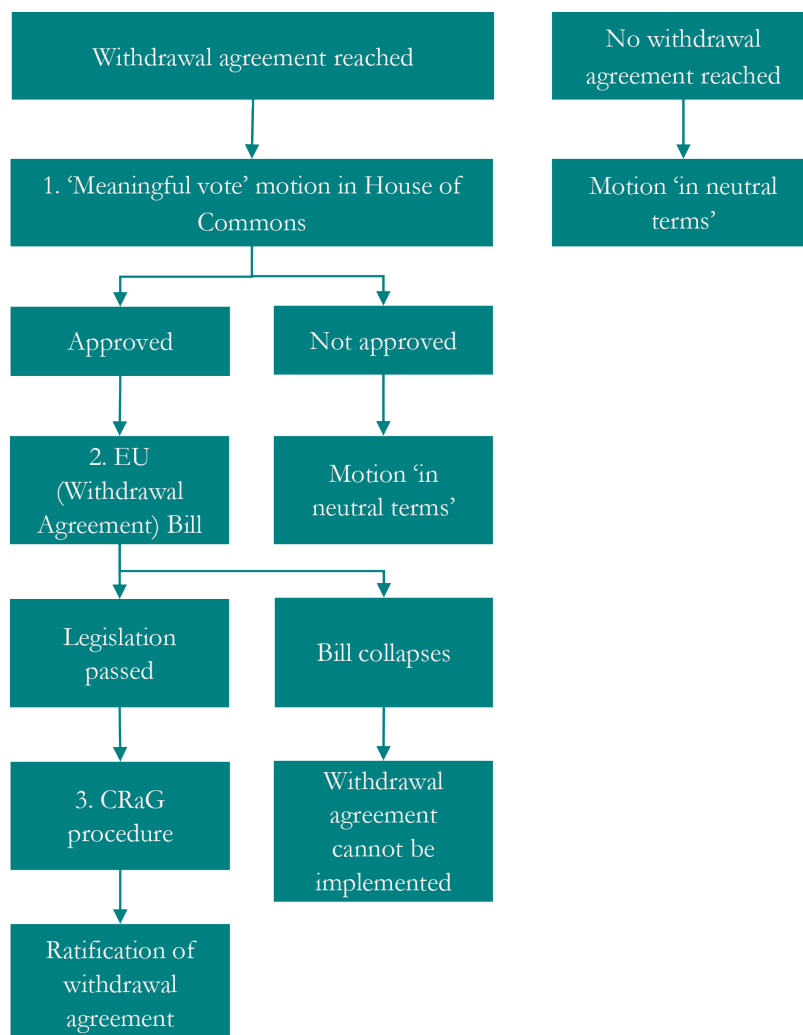 Withdrawal agreement reached
No withdrawal
agreement reached
1. ‘Meaningful vote’ motion in House of
Commons
Motion ‘in neutral
terms’
Approved
Not approved
2. EU
(Withdrawal
Agreement) Bill
Motion ‘in
neutral terms’
Legislation
passed
Bill collapses
3. CRaG
procedure
Withdrawal
agreement
cannot be
implemented
Ratification of
withdrawal
agreement